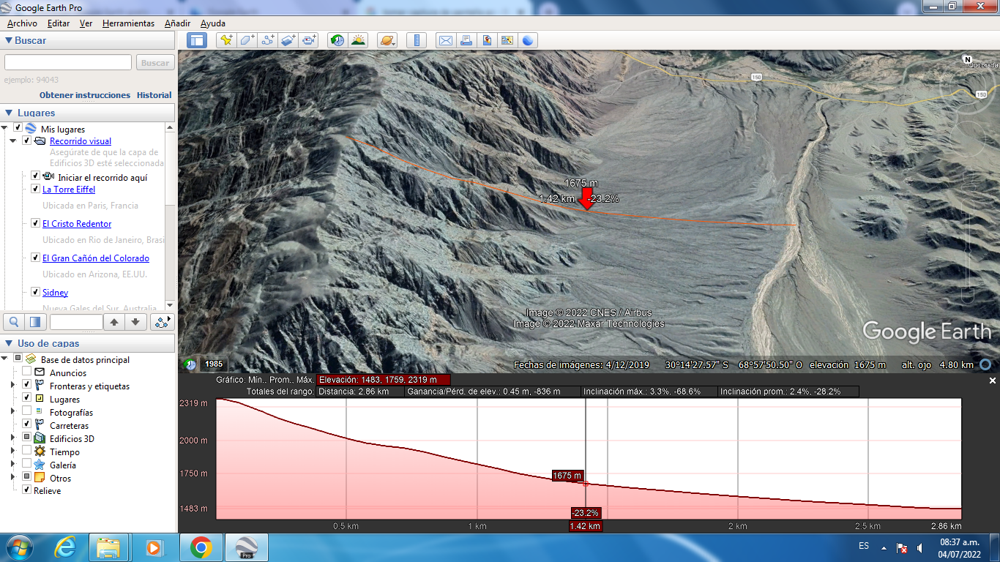 Google Earth Pro
Archivo Editar Ver Herramientas Añadir Ayuda
Buscar
Buscar
ejemplo: 94043
Obtener instrucciones Historial
Lugares
Mis lugares
Recorrido visual
Asegúrate de que la capa de
Edificios 3D esté seleccionada
Iniciar el recorrido aquí
La Torre Eiffel
Ubicada en Paris, Francia
El Cristo Redentor
Ubicado en Rio de Janeiro, Brasi
El Gran Cañón del Colorado
Ubicado en Arizona, EE.UU.
Sidney
Nueva Gales del Sur, Australia
Uso de capas
Base de datos principal
Anuncios
Fronteras y etiquetas
Lugares
Fotografías
Carreteras
Edificios 3D
Tiempo
Galería
Otros
Relieve
N
Quebrada
150
150
1675 m
1.42 km -23.2%
Image © 2022 CNES / Airbus
Image © 2022 Maxar Technologies
Google Earth
1985
Fechas de imágenes: 4/12/2019 30°14'27.57" S 68°57'50.50" O elevación 1675 m alt. ojo 4.80 km
Gráfico: Mín., Prom., Máx. Elevación: 1483, 1759, 2319 m
Totales del rango: Distancia: 2.86 km Ganancia/Pérd. de elev.: 0.45 m, -836 m Inclinación máx.: 3.3%, -68.6% Inclinación prom.: 2.4%, -28.2%
2319 m
2000 m
1750 m
1483 m
1675 m
-23.2%
0.5 km 1 km 1.42 km 2 km 2.5 km 2.86 km
Pro
ES
08:37 a.m.
04/07/2022